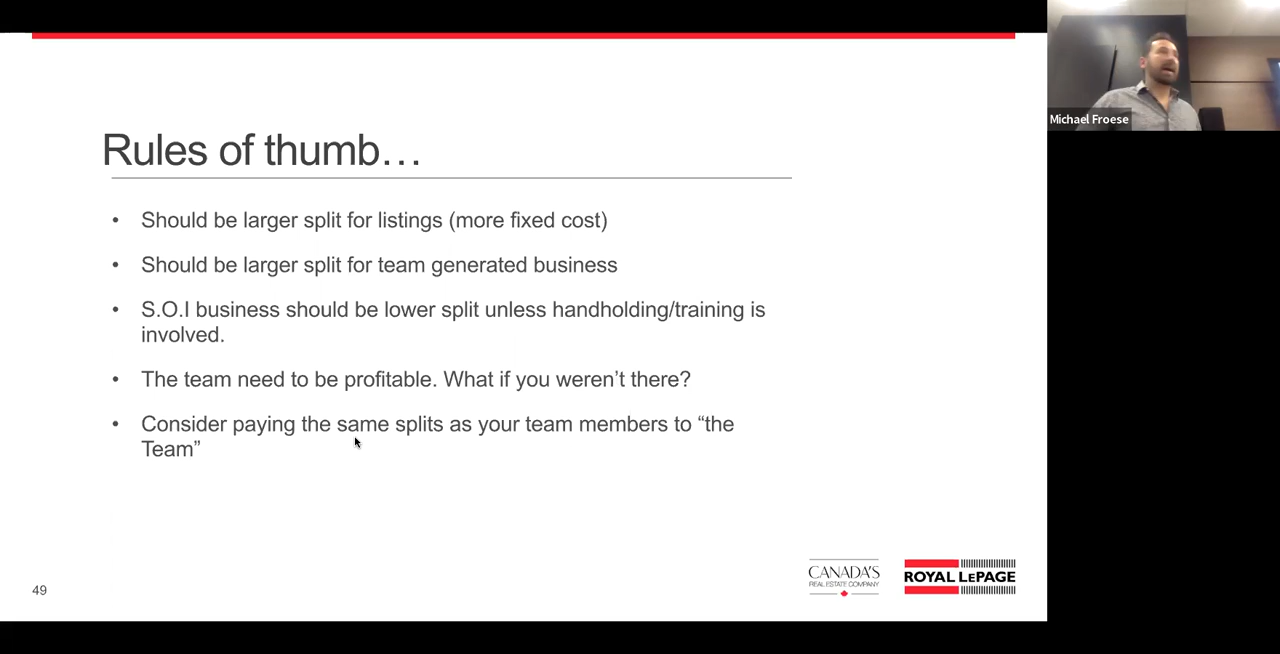 Michael Froese
Rules of thumb…
• Should be larger split for listings (more fixed cost)
• Should be larger split for team generated business
• S.O.I business should be lower split unless handholding/training is
involved.
• The team need to be profitable. What if you weren’t there?
• Consider paying the same splits as your team members to “the
Team”
49
CANADA'S
REAL ESTATE COMPANY
ROYAL LEPAGE